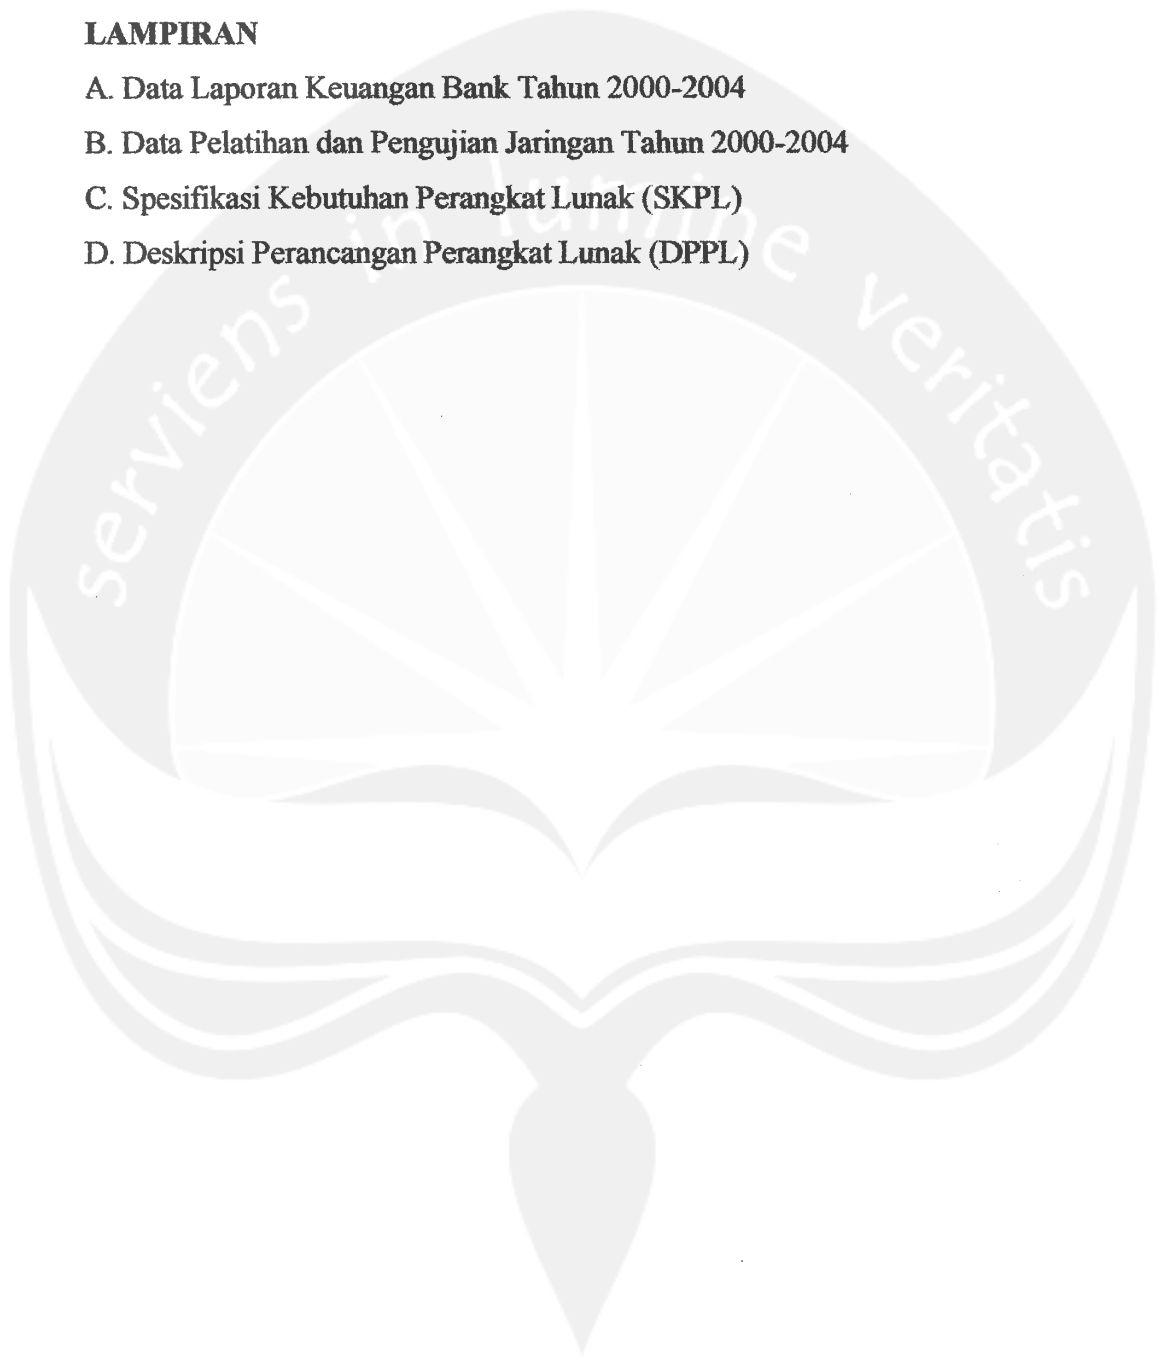 LAMPIRAN
A. Data Laporan Keuangan Bank Tahun 2000-2004
B. Data Pelatihan dan Pengujian Jaringan Tahun 2000-2004
C. Spesifikasi Kebutuhan Perangkat Lunak (SKPL)
D. Deskripsi Perancangan Perangkat Lunak (DPPL)
serviens in lumine veritatis